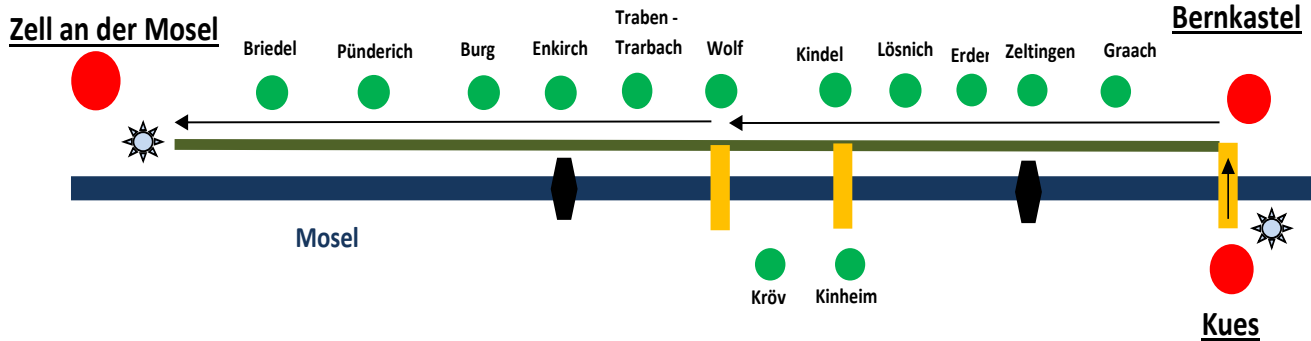 Zell an der Mosel
Briedel
Pünderich
Burg
Enkirch
Traben -
Trarbach
Wolf
Kindel
Lösnich
Erder
Zeltingen
Graach
Bernkastel
Mosel
Kröv
Kinheim
Kues